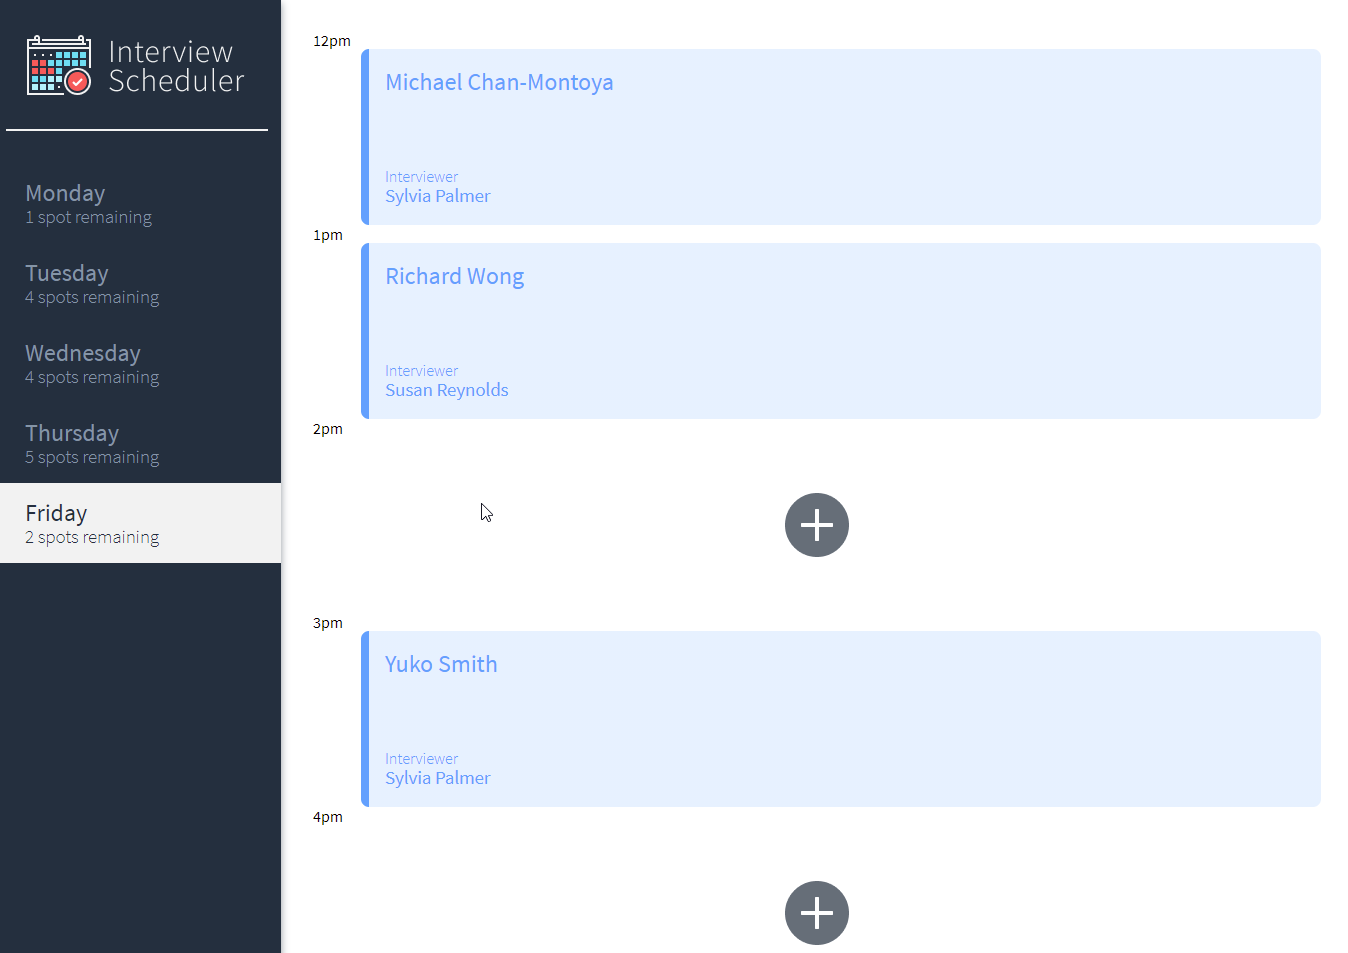 Interview
Scheduler
Monday
1 spot remaining
Tuesday
4 spots remaining
Wednesday
4 spots remaining
Thursday
5 spots remaining
Friday
2 spots remaining
12pm
Michael Chan-Montoya
Interviewer
Sylvia Palmer
1pm
Richard Wong
Interviewer
Susan Reynolds
2pm
3pm
Yuko Smith
Interviewer
Sylvia Palmer
4pm